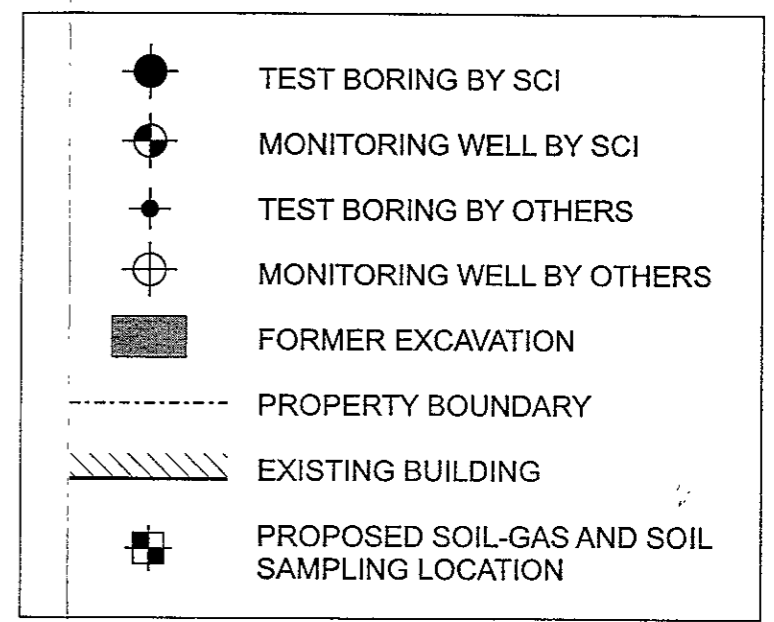 TEST BORING BY SCI
MONITORING WELL BY SCI
TEST BORING BY OTHERS
MONITORING WELL BY OTHERS
FORMER EXCAVATION
PROPERTY BOUNDARY
EXISTING BUILDING
PROPOSED SOIL-GAS AND SOIL
SAMPLING LOCATION